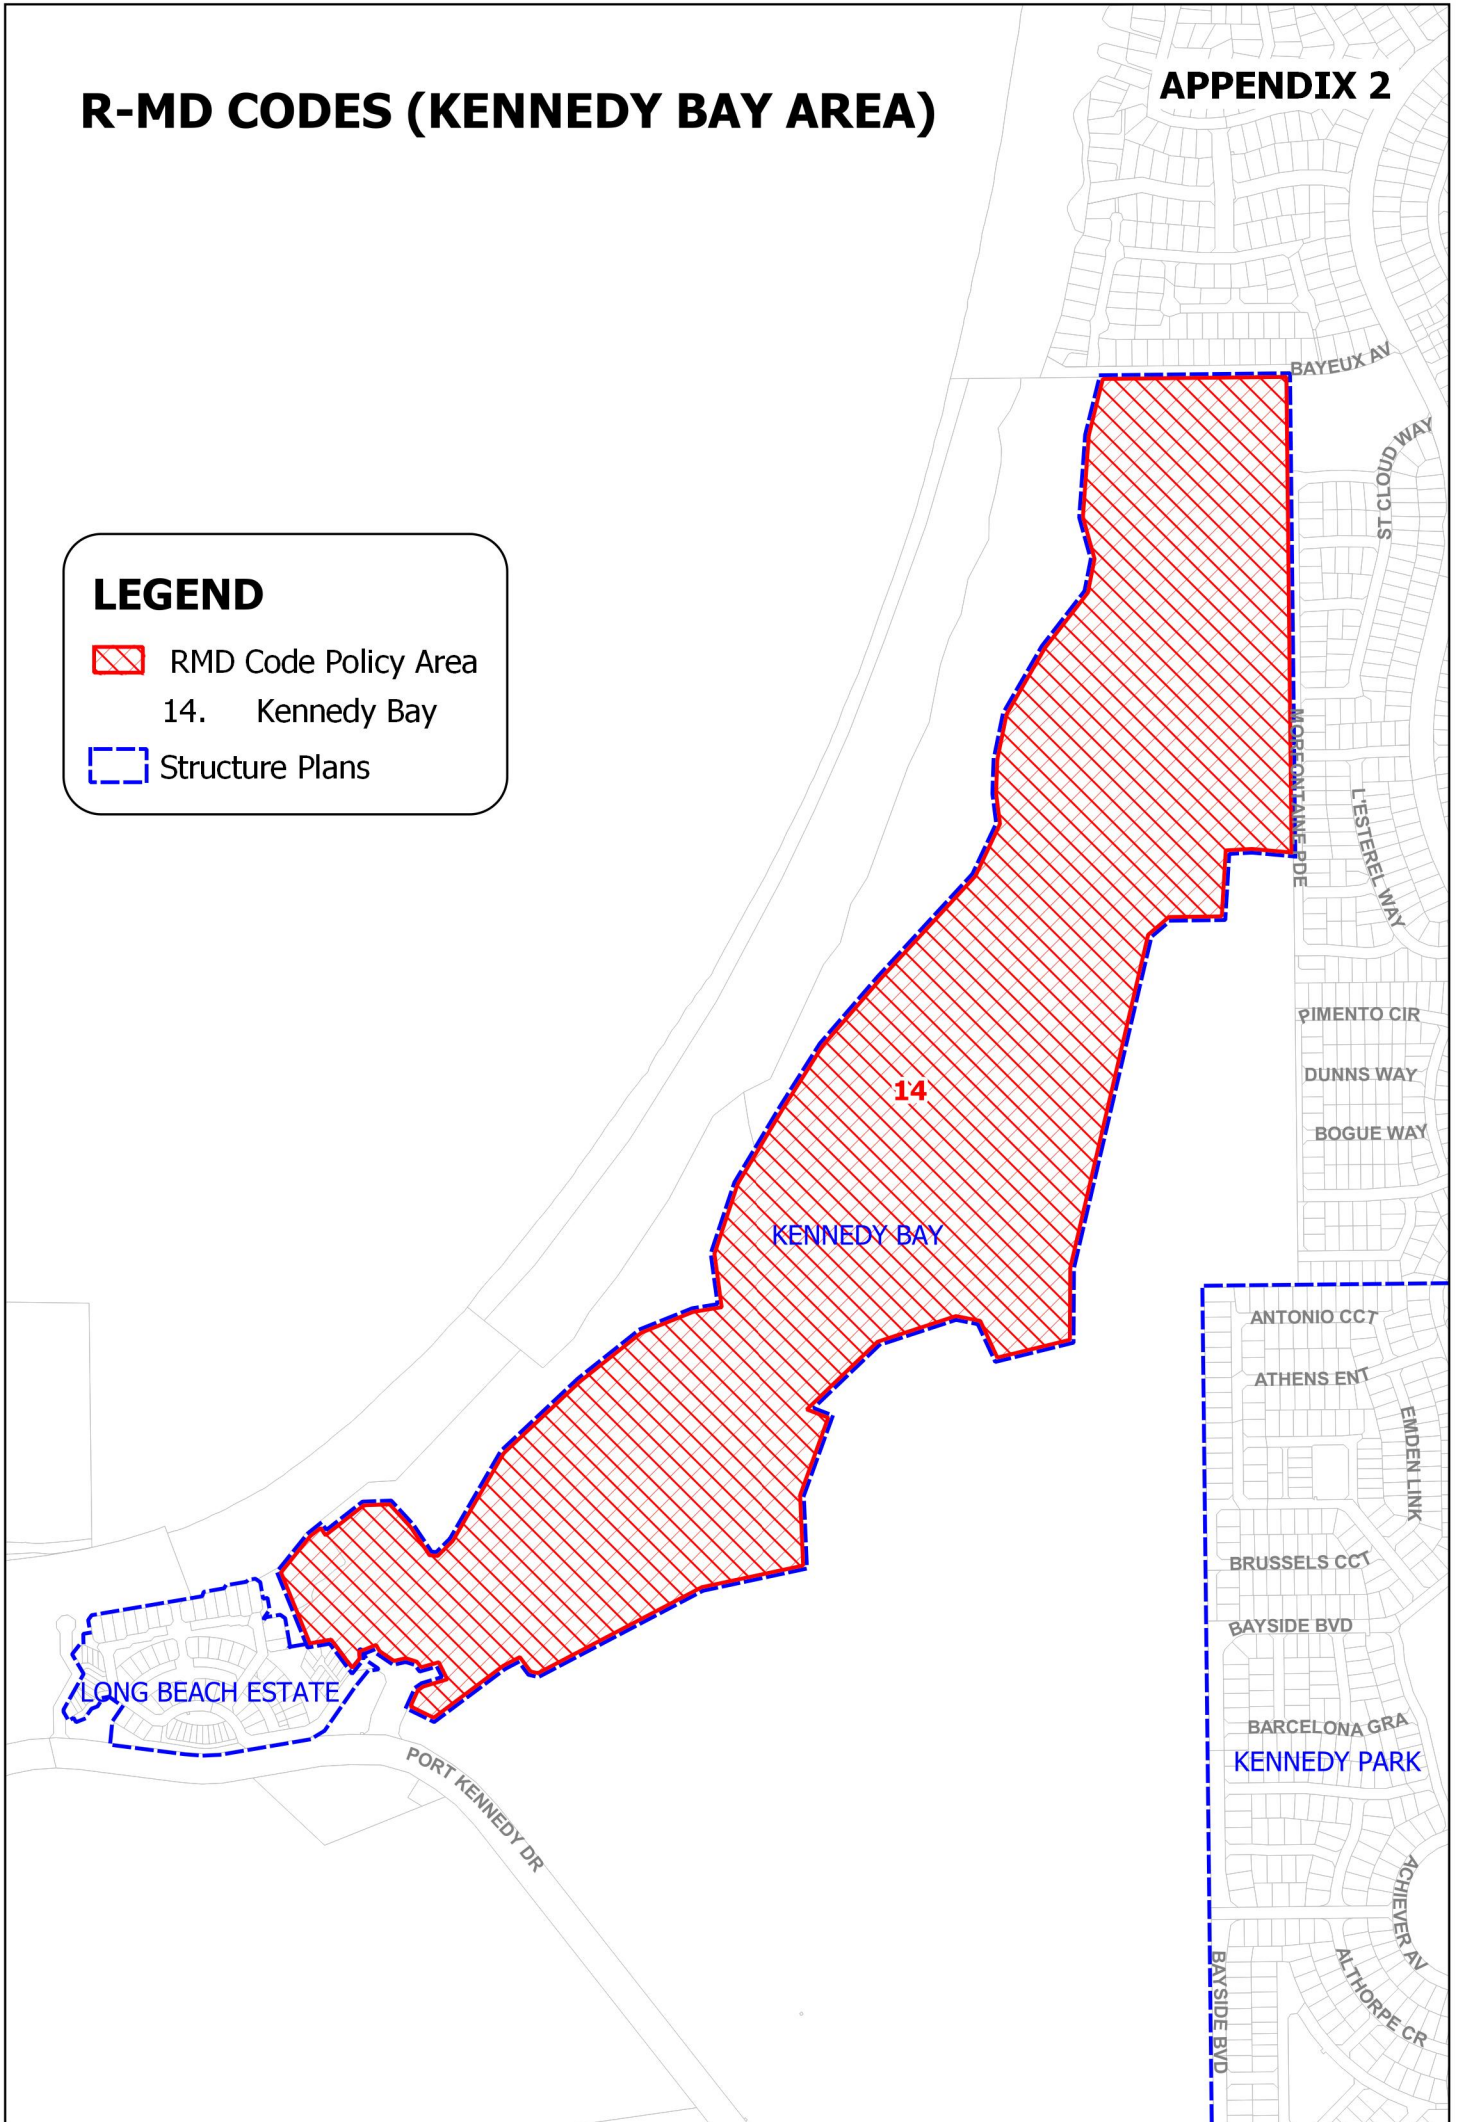 APPENDIX 2
R-MD CODES (KENNEDY BAY AREA)
BAYEUX AV
ST CLOUD WAY
LEGEND
RMD Code Policy Area
14. Kennedy Bay
Structure Plans
MORFONTAINE PDE
L'ESTEREL WAY
PIMENTO CIR
DUNNS WAY
14
BOGUE WAY
KENNEDY BAY
ANTONIO CCT
ATHENS ENT
EMDEN LINK
BRUSSELS CCT
BAYSIDE BVD
LONG BEACH ESTATE
BARCELONA GRA
KENNEDY PARK
PORT KENNEDY DR
ACHIEVER AV
ALTHORPE CR
BAYSIDE BVD